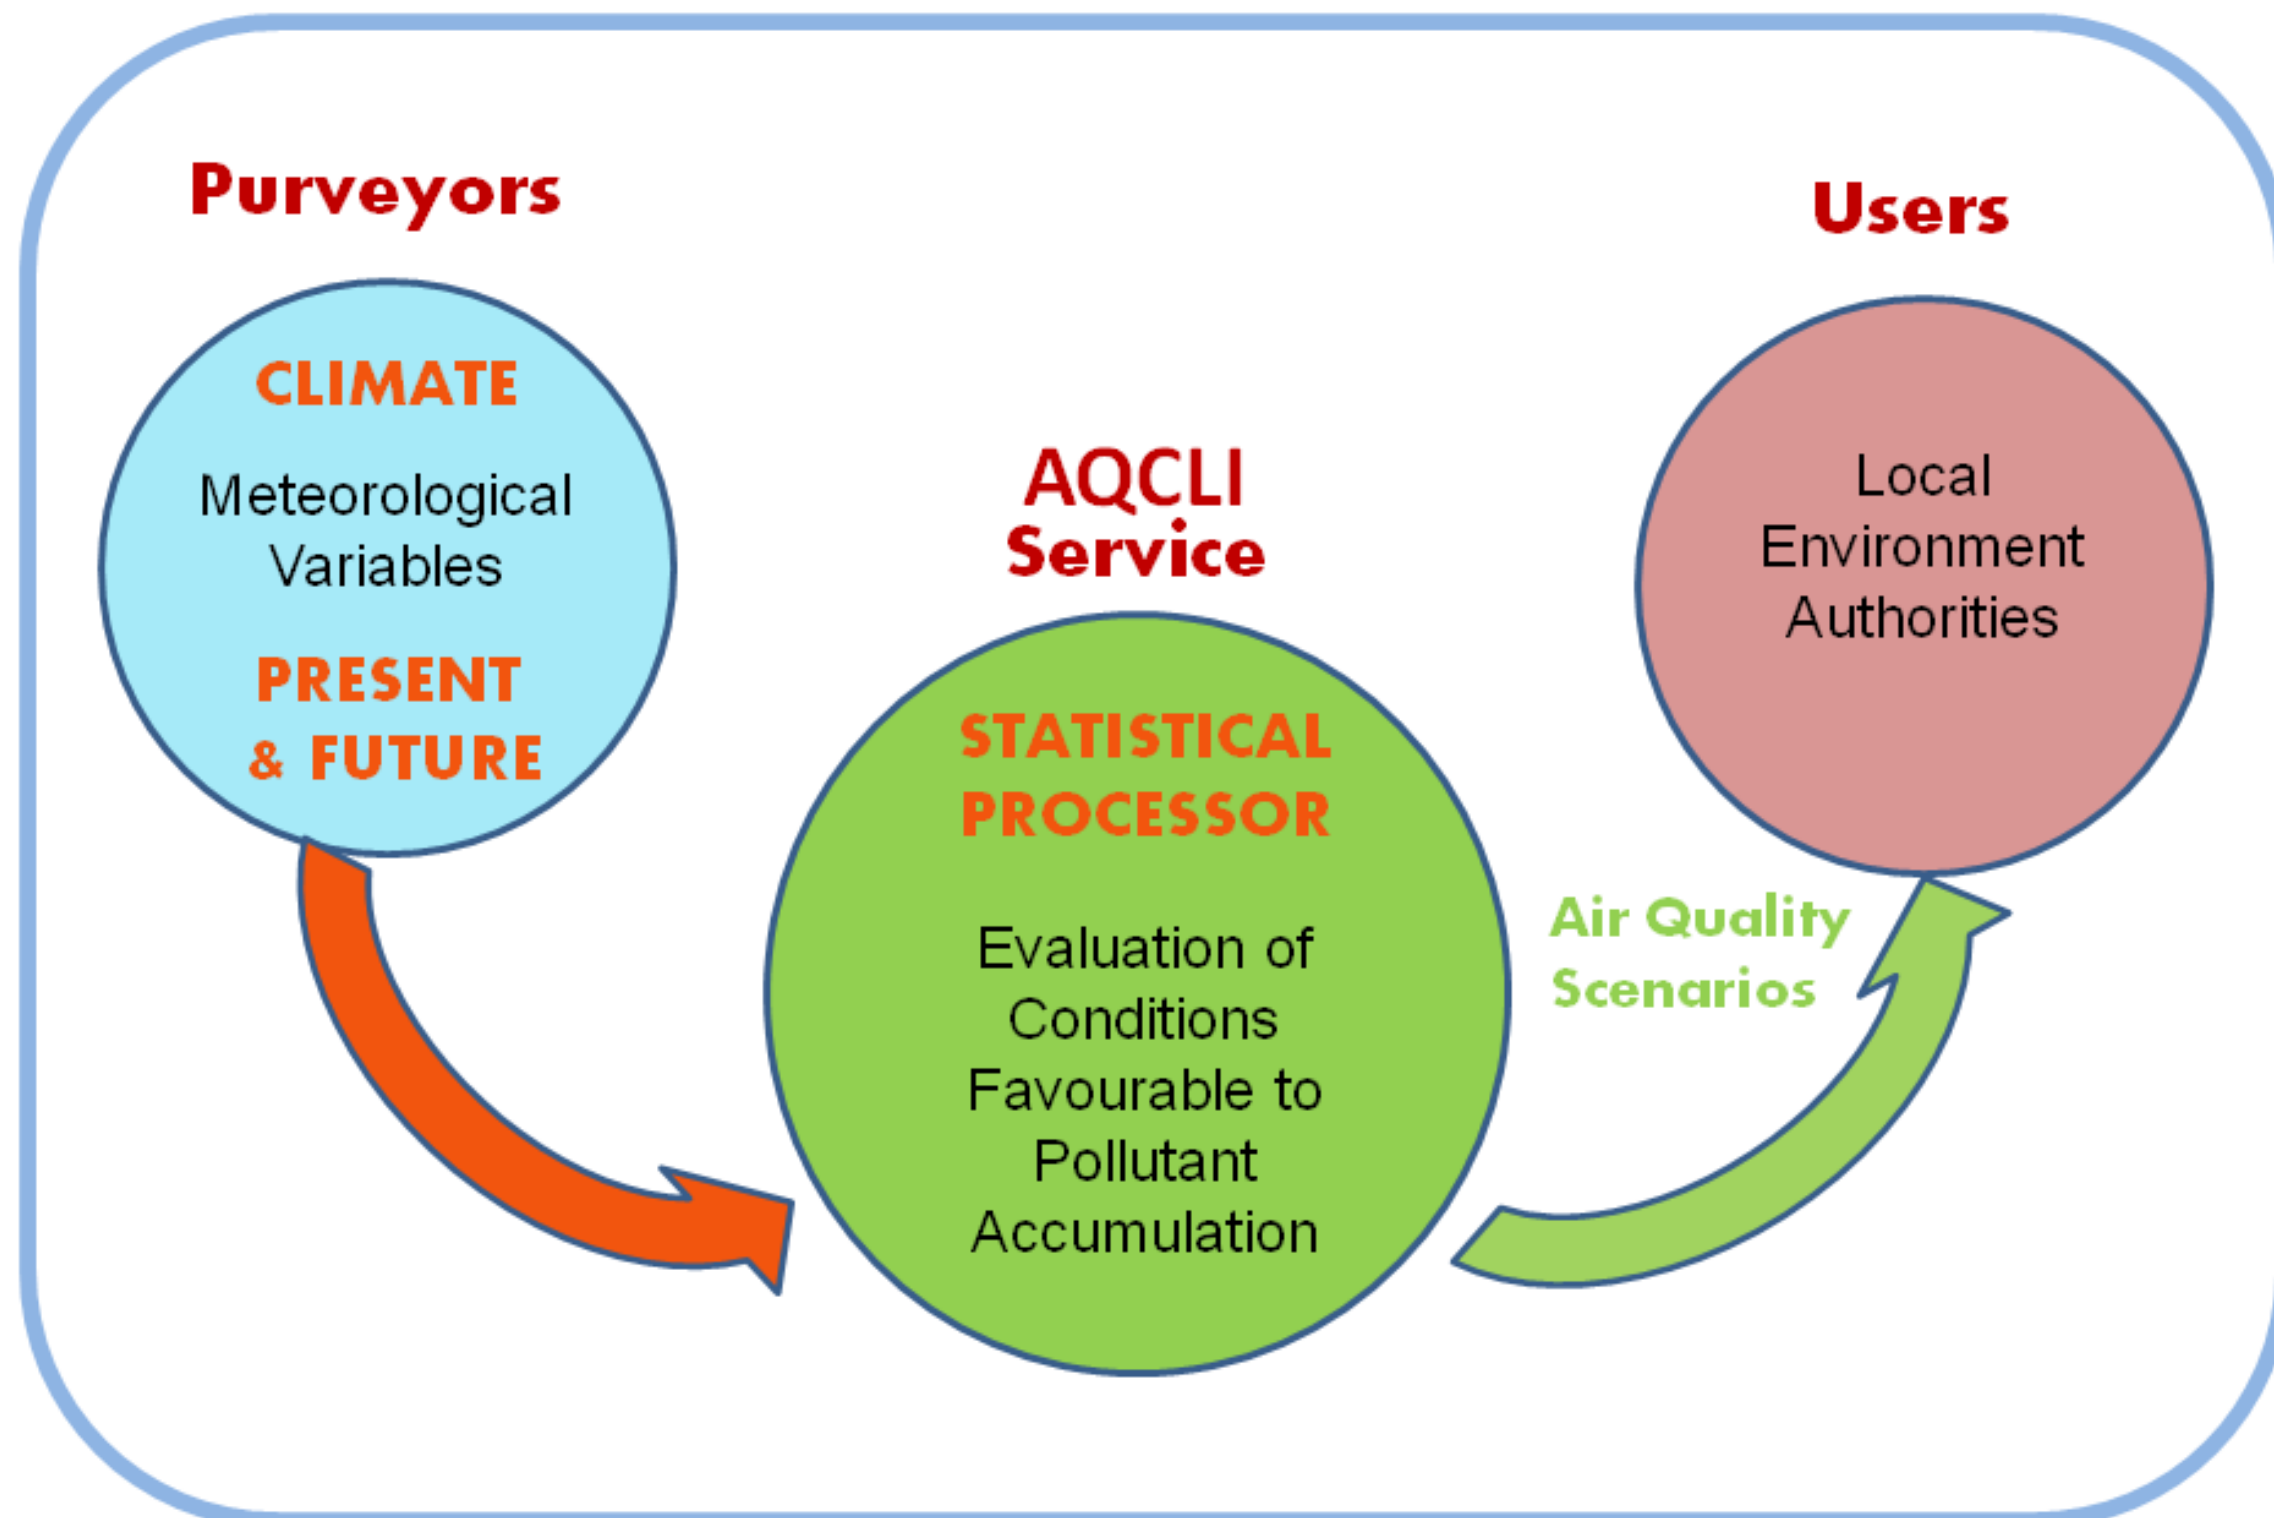 Purveyors
CLIMATE
Meteorological
Variables
PRESENT
& FUTURE
AQCLI
Service
STATISTICAL
PROCESSOR
Evaluation of
Conditions
Favourable to
Pollutant
Accumulation
Air Quality
Scenarios
Users
Local
Environment
Authorities